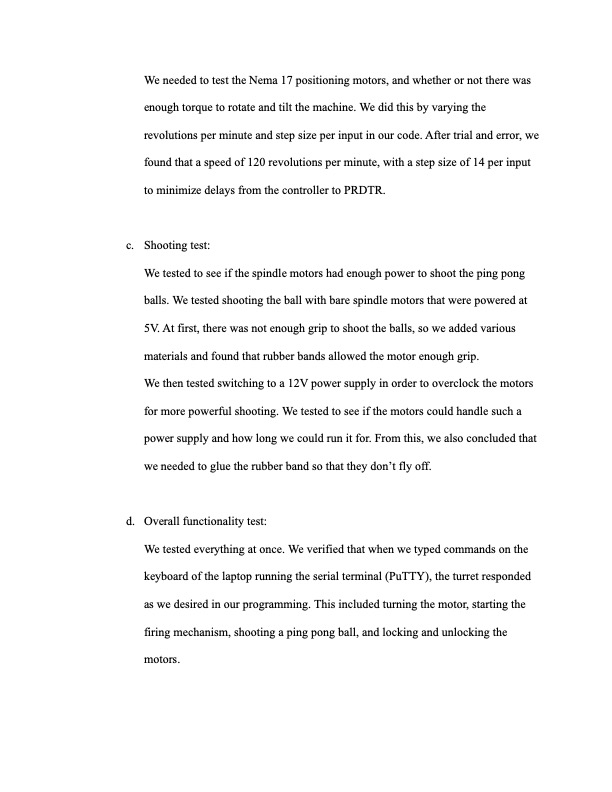 We needed to test the Nema 17 positioning motors, and whether or not there was
enough torque to rotate and tilt the machine. We did this by varying the
revolutions per minute and step size per input in our code. After trial and error, we
found that a speed of 120 revolutions per minute, with a step size of 14 per input
to minimize delays from the controller to PRDTR.
c. Shooting test:
We tested to see if the spindle motors had enough power to shoot the ping pong
balls. We tested shooting the ball with bare spindle motors that were powered at
5V. At first, there was not enough grip to shoot the balls, so we added various
materials and found that rubber bands allowed the motor enough grip.
We then tested switching to a 12V power supply in order to overclock the motors
for more powerful shooting. We tested to see if the motors could handle such a
power supply and how long we could run it for. From this, we also concluded that
we needed to glue the rubber band so that they don’t fly off.
d. Overall functionality test:
We tested everything at once. We verified that when we typed commands on the
keyboard of the laptop running the serial terminal (PuTTY), the turret responded
as we desired in our programming. This included turning the motor, starting the
firing mechanism, shooting a ping pong ball, and locking and unlocking the
motors.